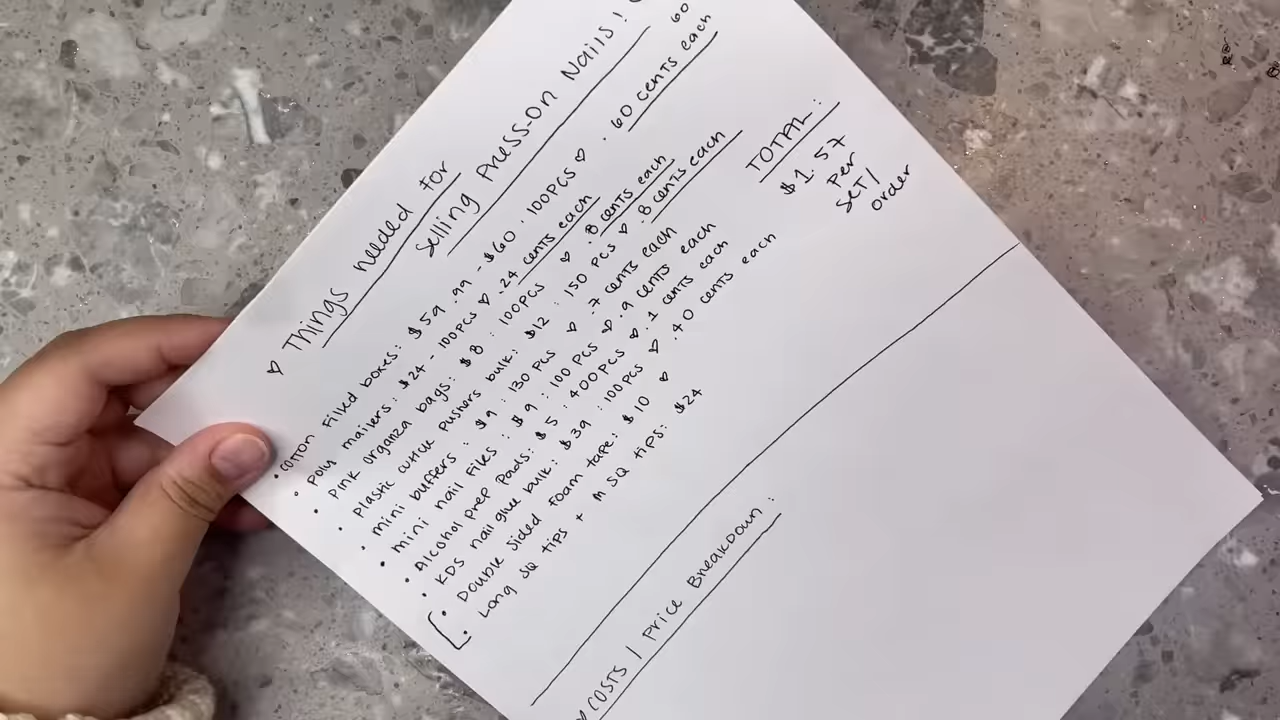 ♡ Things needed for
Selling Press-On Nails!
• Cotton filled boxes: $59.99 - $60 · 100PCS ♡ · 60 cents each
• Poly mailers: $24 - 100PCS ♡ .24 cents each
• Pink organza bags: $8 : 100PCS ♡ .8 cents each
• Plastic cuticle pushers bulk: $12 : 150 PCS ♡ 8 cents each
• mini buffers : $9 : 130 PCS ♡ .7 cents each
• mini nail files : $9 : 100 PCS ♡ .9 cents each
• Alcohol prep Pads: $5 : 400PCS ♡ .1 cents each
• KDS nail glue bulk: $39 : 100PCS ♡ .40 cents each
• Double sided foam tape: $10 ♡
• Long SQ tips + M SQ tips: $24
60
TOTAL:
$1.57
Per
Set/
order
♡ COSTS / Price Breakdown: